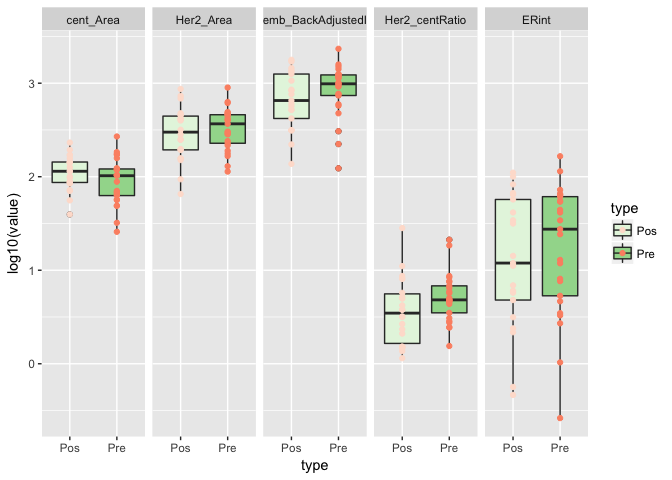 cent_Area Her2_Area emb_BackAdjustedI Her2_centRatio ERint
log10(value)
3
2
1
0
Pos Pre Pos Pre Pos Pre Pos Pre Pos Pre
type
type
Pos
Pre